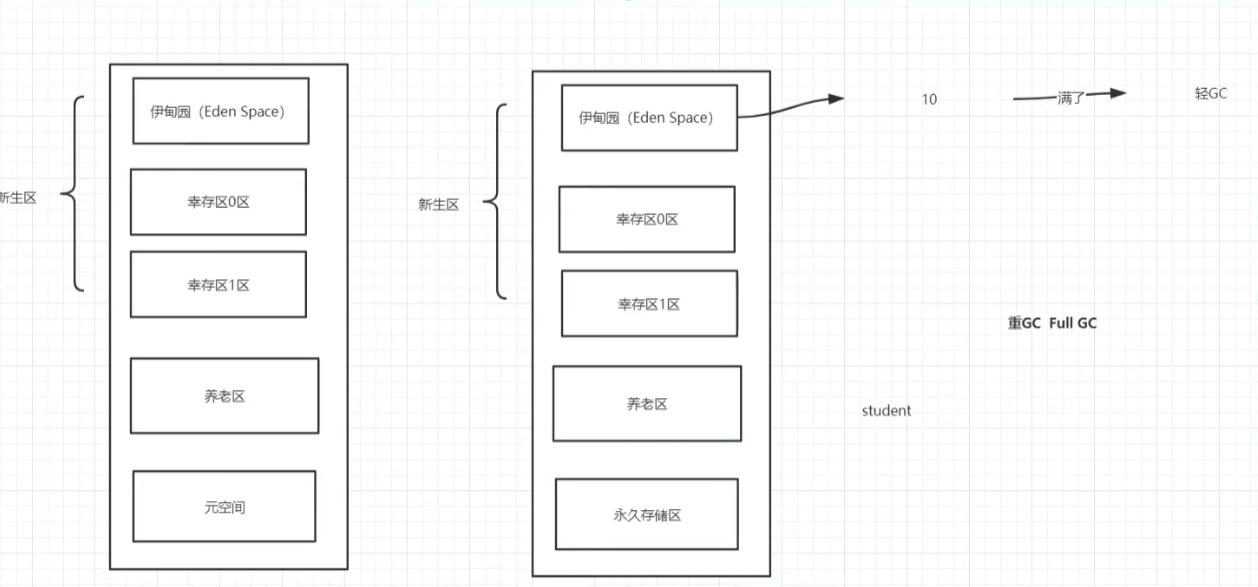 伊甸园（Eden Space）
幸存区0区
新生区
幸存区1区
养老区
元空间
伊甸园（Eden Space）
幸存区0区
新生区
幸存区1区
养老区
永久存储区
10
满了
轻GC
重GC Full GC
student